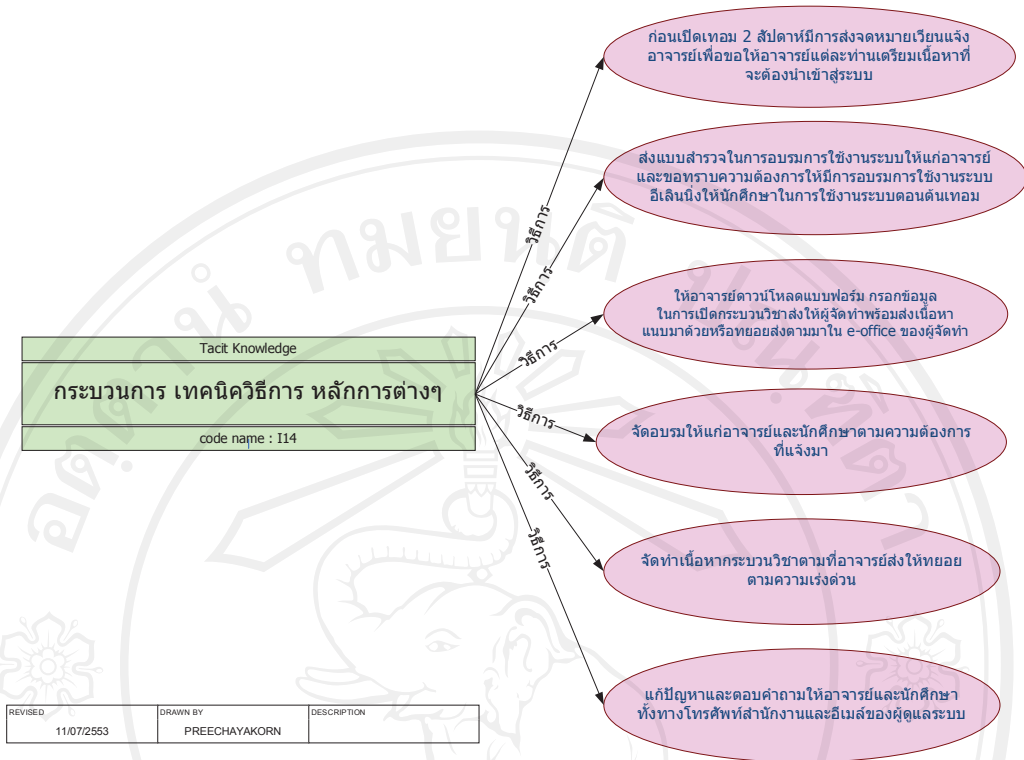 ก่อนเปิดเทอม 2 สัปดาห์มีการส่งจดหมายเวียนแจ้ง
อาจารย์เพื่อขอให้อาจารย์แต่ละท่านเตรียมเนื้อหาที่
จะต้องนำเข้าสู่ระบบ
ส่งแบบสำรวจในการอบรมการใช้งานระบบให้แก่อาจารย์
และขอทราบความต้องการให้มีการอบรมการใช้งานระบบ
อีเลินนิ่งให้นักศึกษาในการใช้งานระบบตอนต้นเทอม
ให้อาจารย์ดาวน์โหลดแบบฟอร์ม กรอกข้อมูล
ในการเปิดกระบวนวิชาส่งให้ผู้จัดทำพร้อมส่งเนื้อหา
แนบมาด้วยหรือทยอยส่งตามมาใน e-office ของผู้จัดทำ
จัดอบรมให้แก่อาจารย์และนักศึกษาตามความต้องการ
ที่แจ้งมา
จัดทำเนื้อหากระบวนวิชาตามที่อาจารย์ส่งให้ทยอย
ตามความเร่งด่วน
แก้ปัญหาและตอบคำถามให้อาจารย์และนักศึกษา
ทั้งทางโทรศัพท์สำนักงานและอีเมล์ของผู้ดูแลระบบ
วิธีการ
วิธีการ
วิธีการ
วิธีการ
วิธีการ
วิธีการ
Tacit Knowledge
กระบวนการ เทคนิควิธีการ หลักการต่างๆ
code name : I14
REVISED
11/07/2553
DRAWN BY
PREECHAYAKORN
DESCRIPTION
อตฺตานํ ทมยนฺติ ปณฺฑิตา